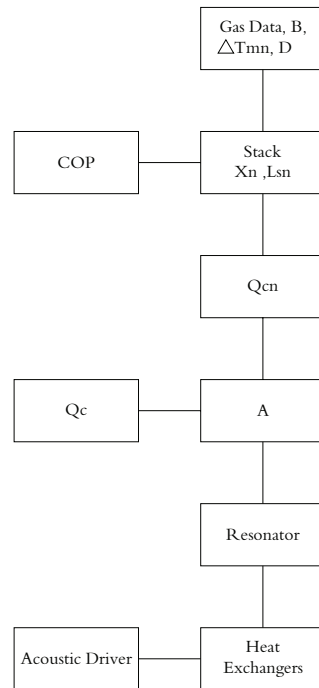 Gas Data, B,
△Tmn, D
COP
Stack
Xn ,Lsn
Qcn
Qc
A
Resonator
Acoustic Driver
Heat
Exchangers